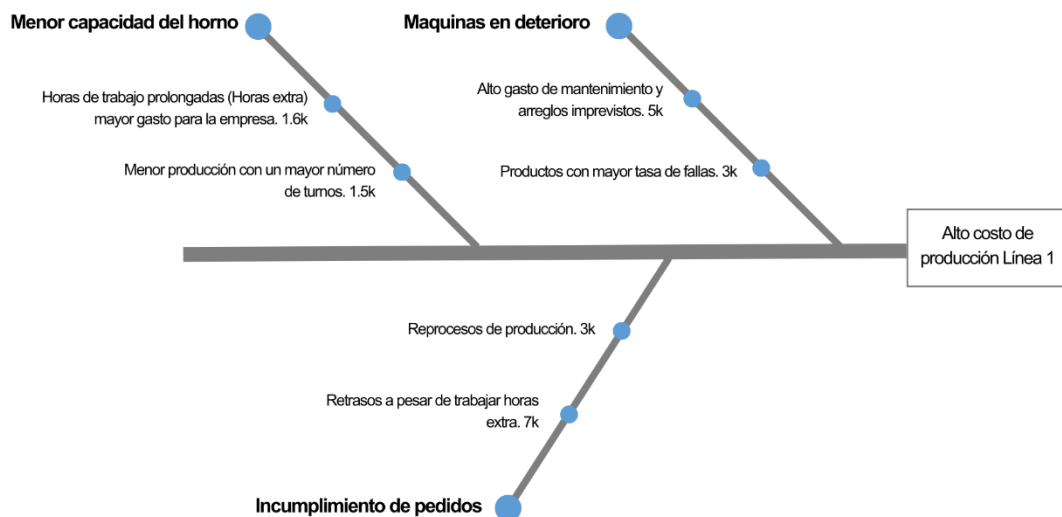 Menor capacidad del horno
Horas de trabajo prolongadas (Horas extra)
mayor gasto para la empresa. 1.6k
Menor producción con un mayor número
de turnos. 1.5k
Maquinas en deterioro
Alto gasto de mantenimiento y
arreglos imprevistos. 5k
Productos con mayor tasa de fallas. 3k
Alto costo de
producción Línea 1
Reprocesos de producción. 3k
Retrasos a pesar de trabajar horas
extra. 7k
Incumplimiento de pedidos